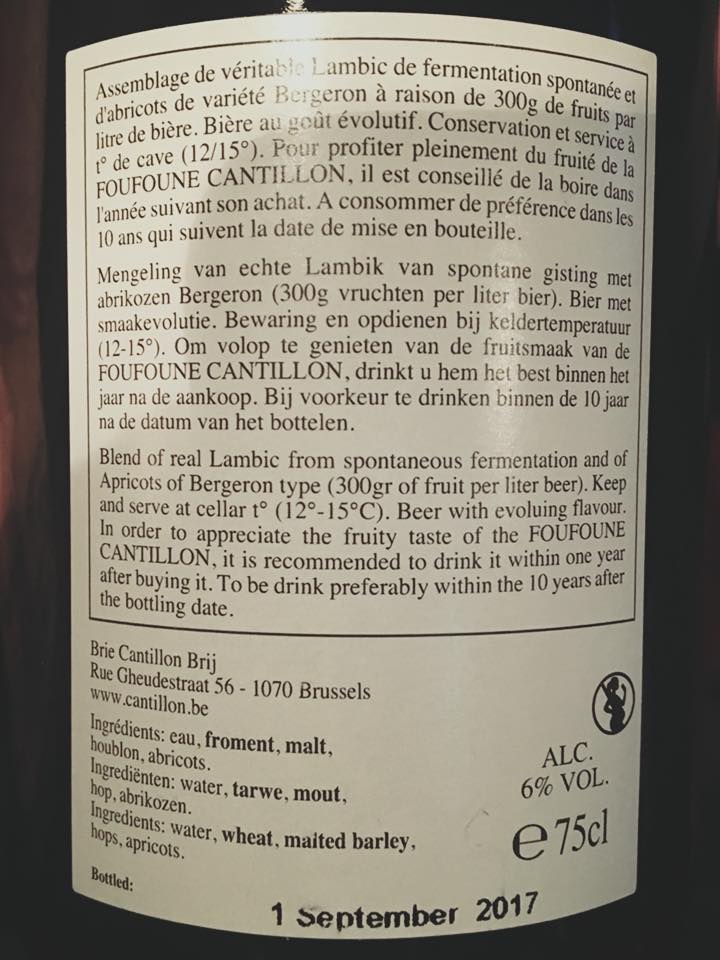 Assemblage de véritable Lambic de fermentation spontanée et
d'abricots de variété Bergeron à raison de 300g de fruits par
litre de bière. Bière au goût évolutif. Conservation et service à
t° de cave (12/15°). Pour profiter pleinement du fruité de la
FOUFOUNE CANTILLON, il est conseillé de la boire dans
l'année suivant son achat. A consommer de préférence dans les
10 ans qui suivent la date de mise en bouteille.
Mengeling van echte Lambik van spontane gisting met
abrikozen Bergeron (300g vruchten per liter bier). Bier met
smaakevolutie. Bewaring en opdienen bij keldertemperatuur
(12-15°). Om volop te genieten van de fruitsmaak van de
FOUFOUNE CANTILLON, drinkt u hem het best binnen het
jaar na de aankoop. Bij voorkeur te drinken binnen de 10 jaar
na de datum van het bottelen.
Blend of real Lambic from spontaneous fermentation and of
Apricots of Bergeron type (300gr of fruit per liter beer). Keep
and serve at cellar t° (12°-15°C). Beer with evoluing flavour.
In order to appreciate the fruity taste of the FOUFOUNE
CANTILLON, it is recommended to drink it within one year
after buying it. To be drink preferably within the 10 years after
the bottling date.
Brie Cantillon Brij
Rue Gheudestraat 56 - 1070 Brussels
www.cantillon.be
Ingrédients: eau, froment, malt,
houblon, abricots.
Ingrediënten: water, tarwe, mout,
hop, abrikozen.
Ingredients: water, wheat, malted barley,
hops, apricots.
ALC.
6% VOL.
℮ 75cl
Bottled:
1 September 2017